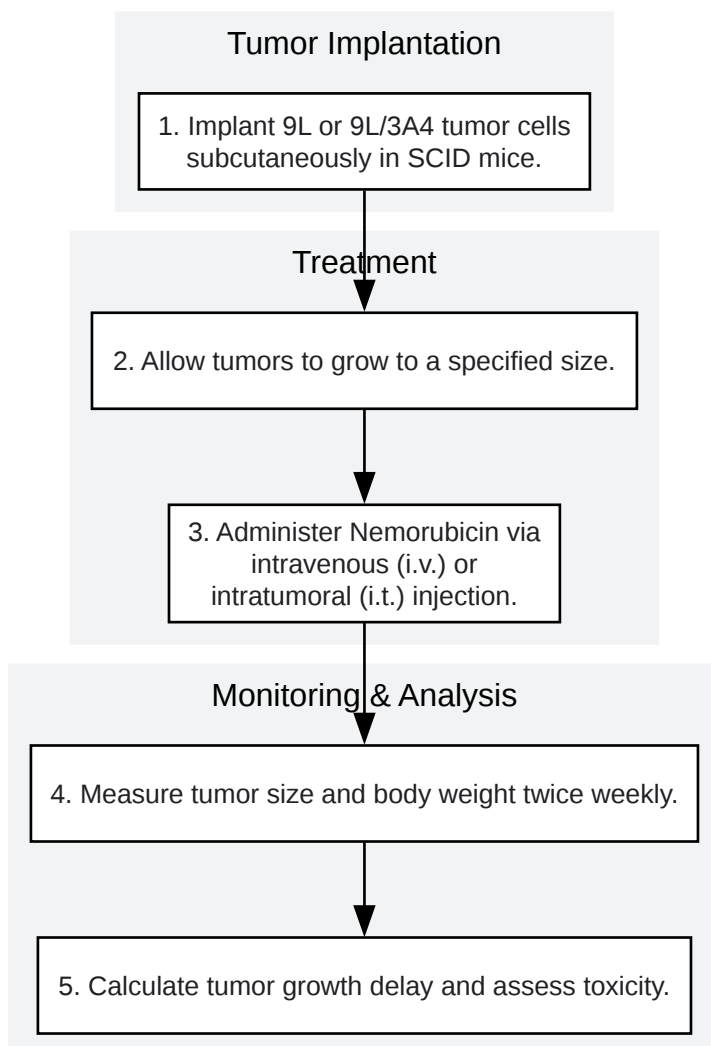 Tumor Implantation
1. Implant 9L or 9L/3A4 tumor cells
subcutaneously in SCID mice.
Treatment
2. Allow tumors to grow to a specified size.
3. Administer Nemorubicin via
intravenous (i.v.) or
intratumoral (i.t.) injection.
Monitoring & Analysis
4. Measure tumor size and body weight twice weekly.
5. Calculate tumor growth delay and assess toxicity.